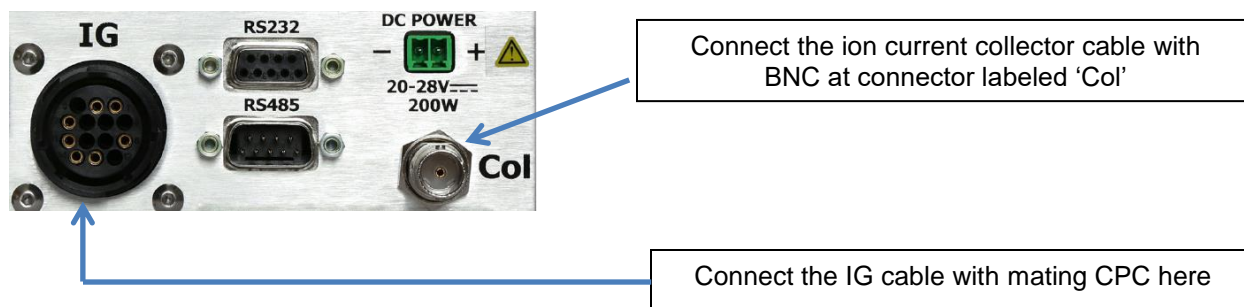 IG
RS232
RS485
DC POWER
- +
20-28V⎓
200W
Col
Connect the ion current collector cable with
BNC at connector labeled ‘Col’
Connect the IG cable with mating CPC here